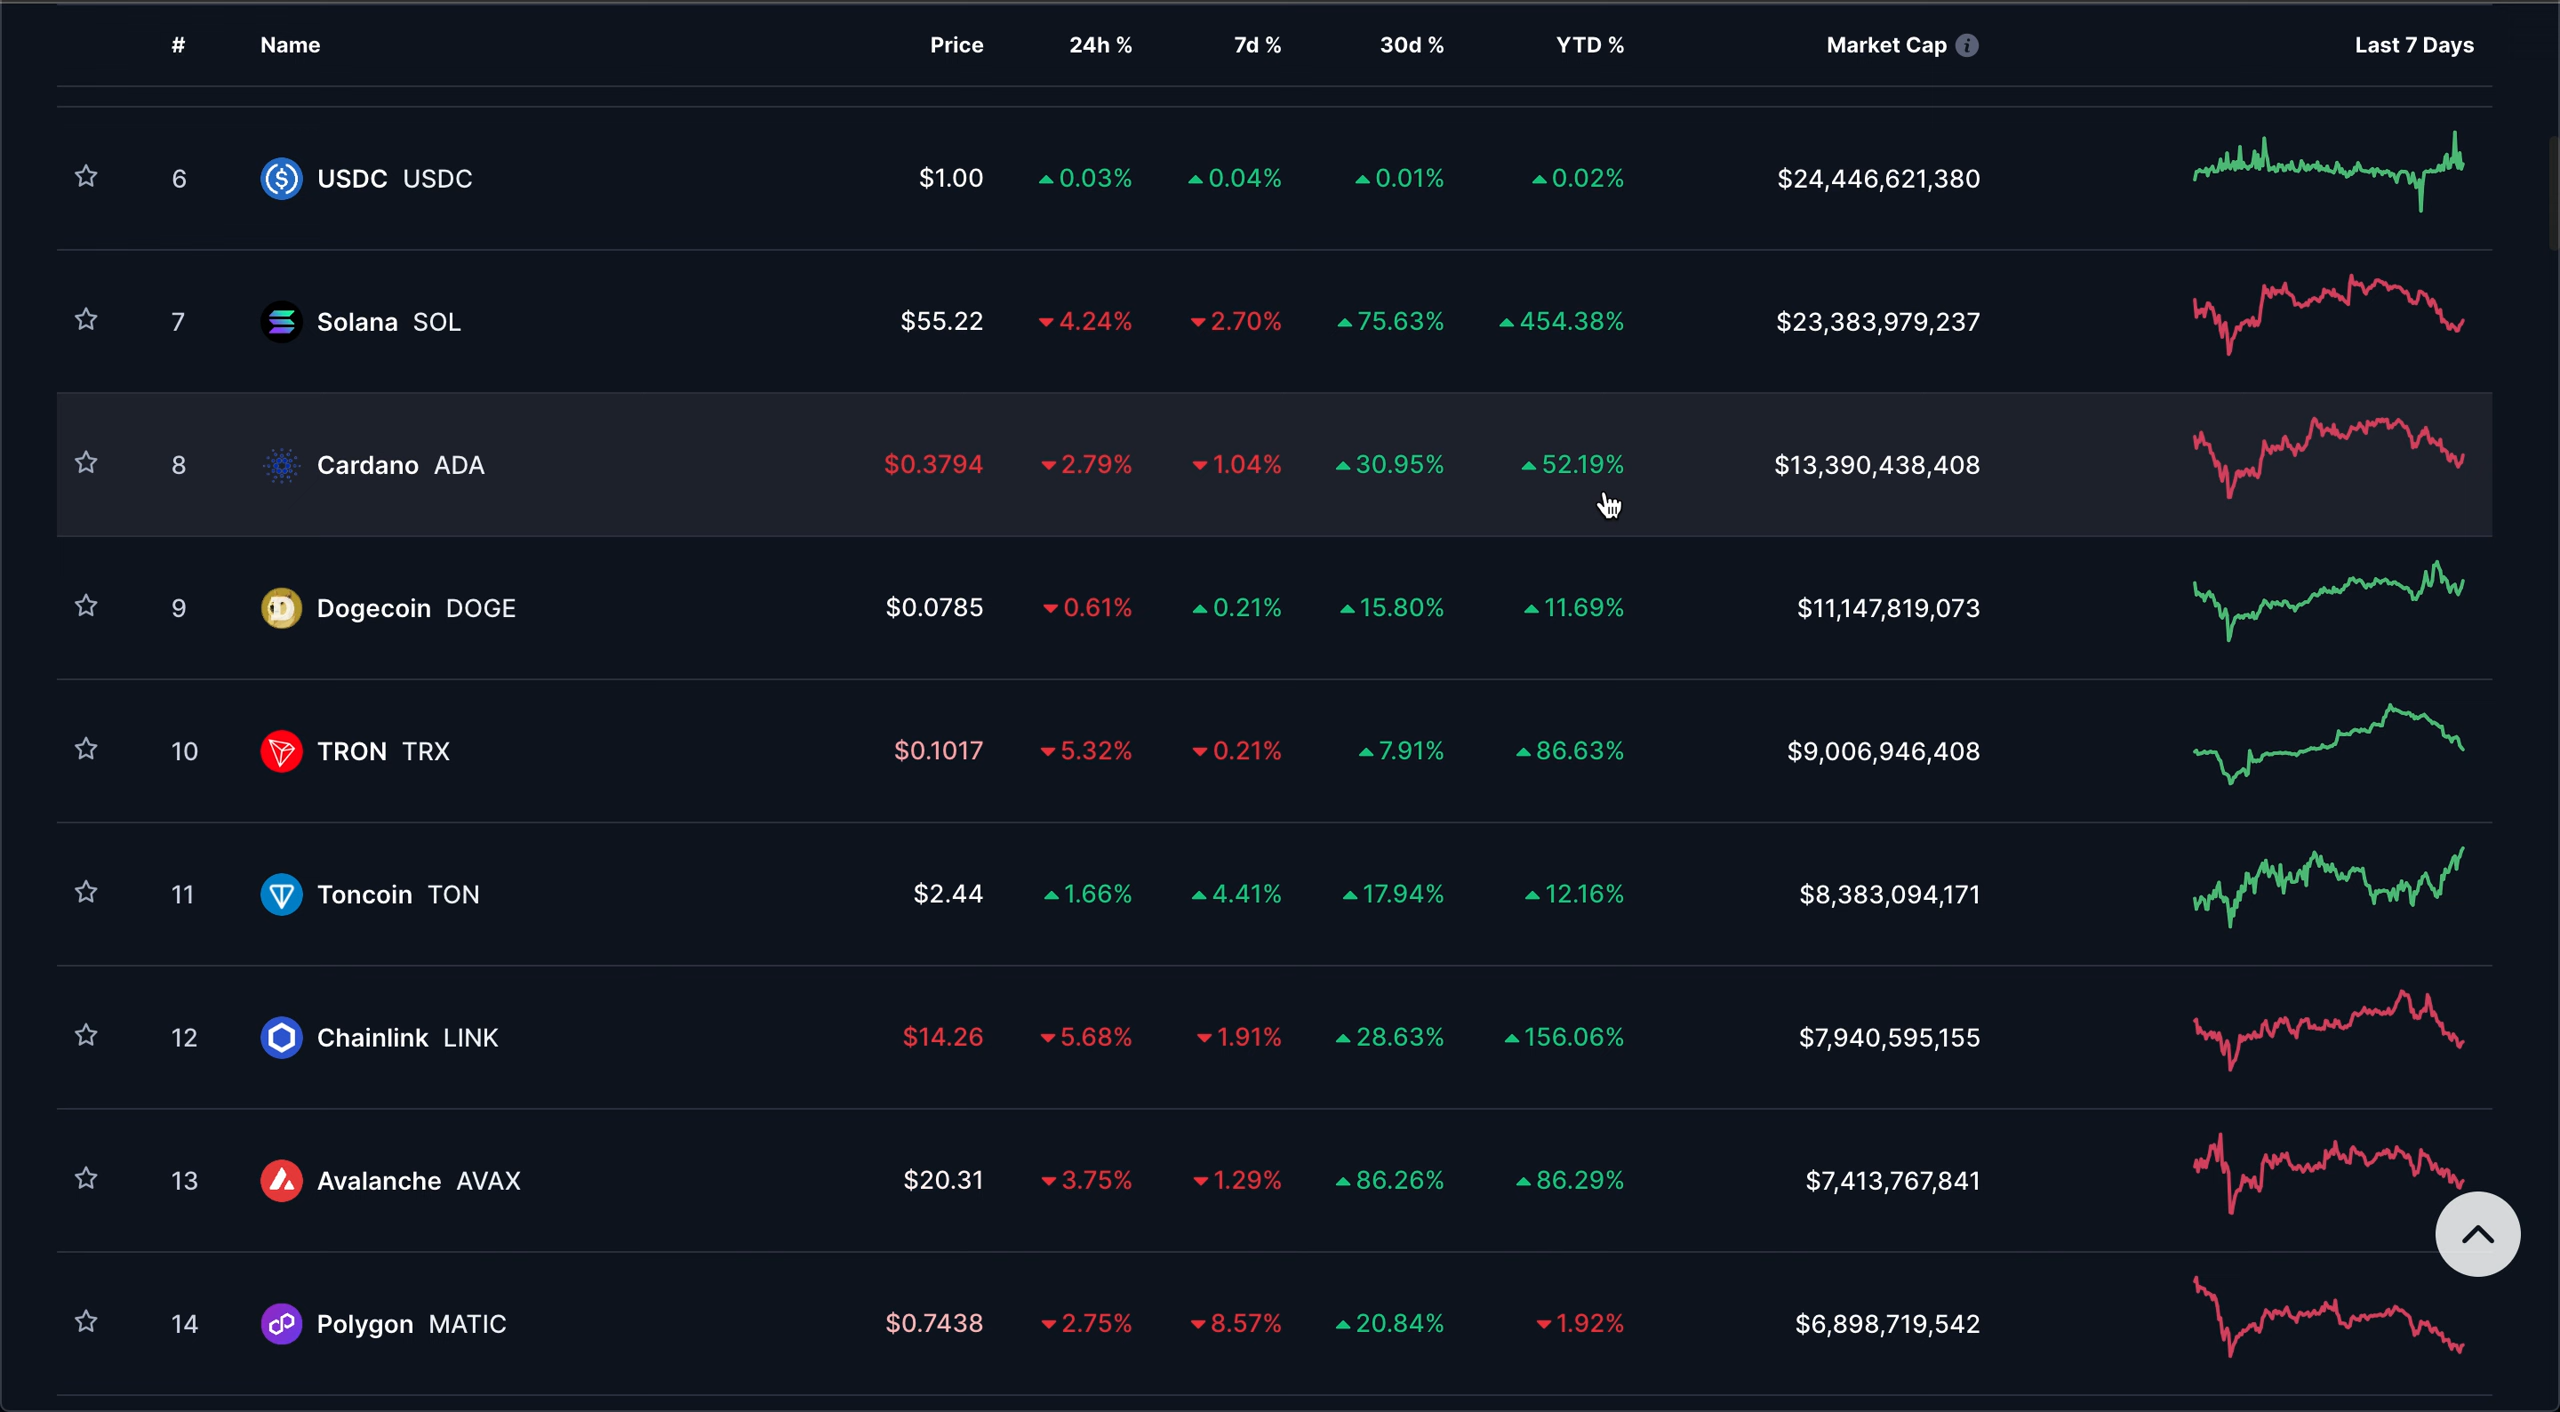 # Name Price 24h % 7d % 30d % YTD % Market Cap Last 7 Days
6 USDC USDC $1.00 0.03% 0.04% 0.01% 0.02% $24,446,621,380
7 Solana SOL $55.22 4.24% 2.70% 75.63% 454.38% $23,383,979,237
8 Cardano ADA $0.3794 2.79% 1.04% 30.95% 52.19% $13,390,438,408
9 Dogecoin DOGE $0.0785 0.61% 0.21% 15.80% 11.69% $11,147,819,073
10 TRON TRX $0.1017 5.32% 0.21% 7.91% 86.63% $9,006,946,408
11 Toncoin TON $2.44 1.66% 4.41% 17.94% 12.16% $8,383,094,171
12 Chainlink LINK $14.26 5.68% 1.91% 28.63% 156.06% $7,940,595,155
13 Avalanche AVAX $20.31 3.75% 1.29% 86.26% 86.29% $7,413,767,841
14 Polygon MATIC $0.7438 2.75% 8.57% 20.84% 1.92% $6,898,719,542